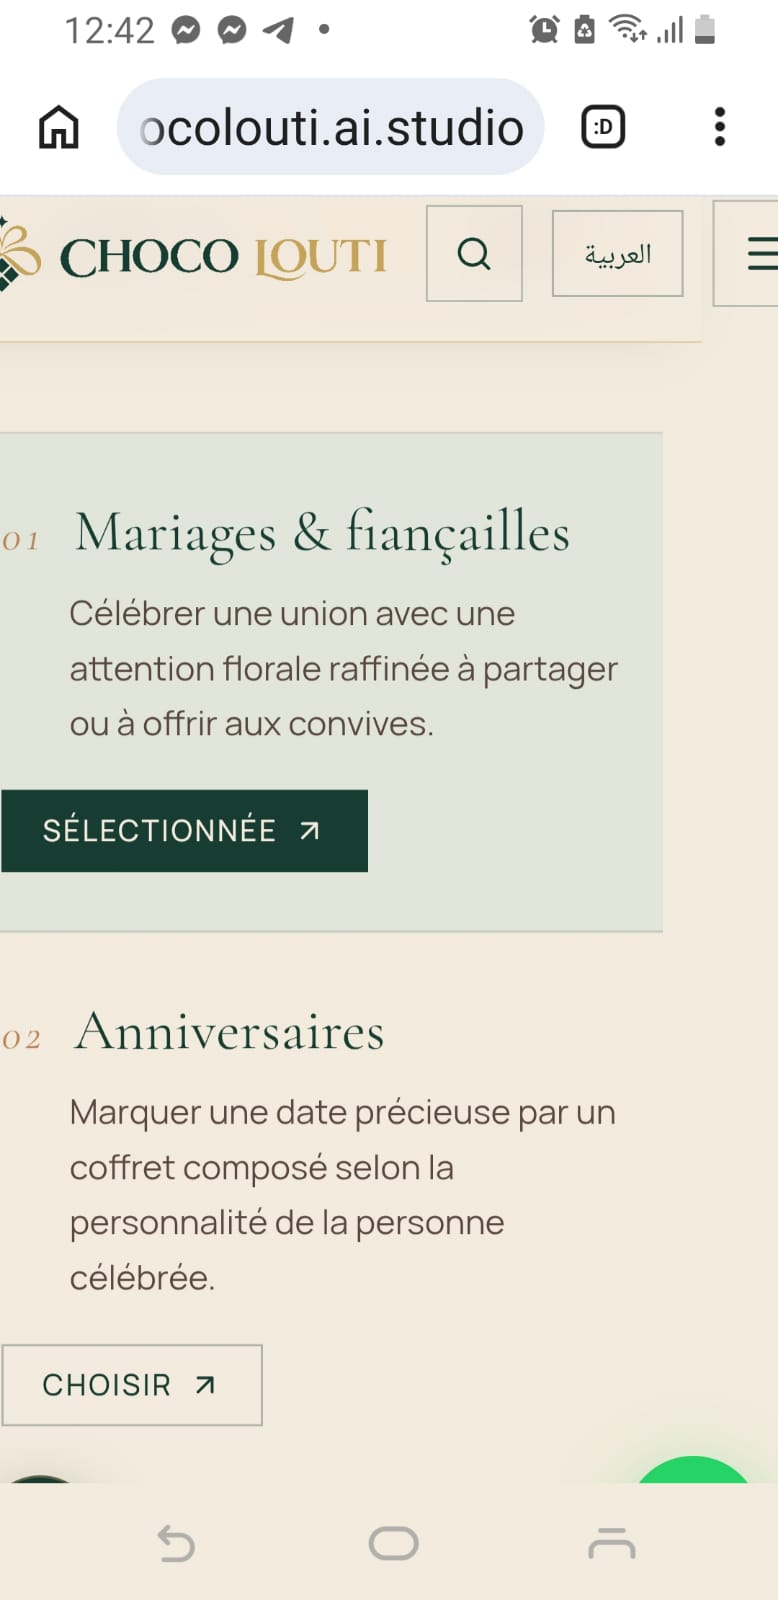 12:42
ocolouti.ai.studio
:D
CHOCO LOUTI
العربية
01 Mariages & fiançailles
Célébrer une union avec une
attention florale raffinée à partager
ou à offrir aux convives.
SÉLECTIONNÉE
02 Anniversaires
Marquer une date précieuse par un
coffret composé selon la
personnalité de la personne
célébrée.
CHOISIR